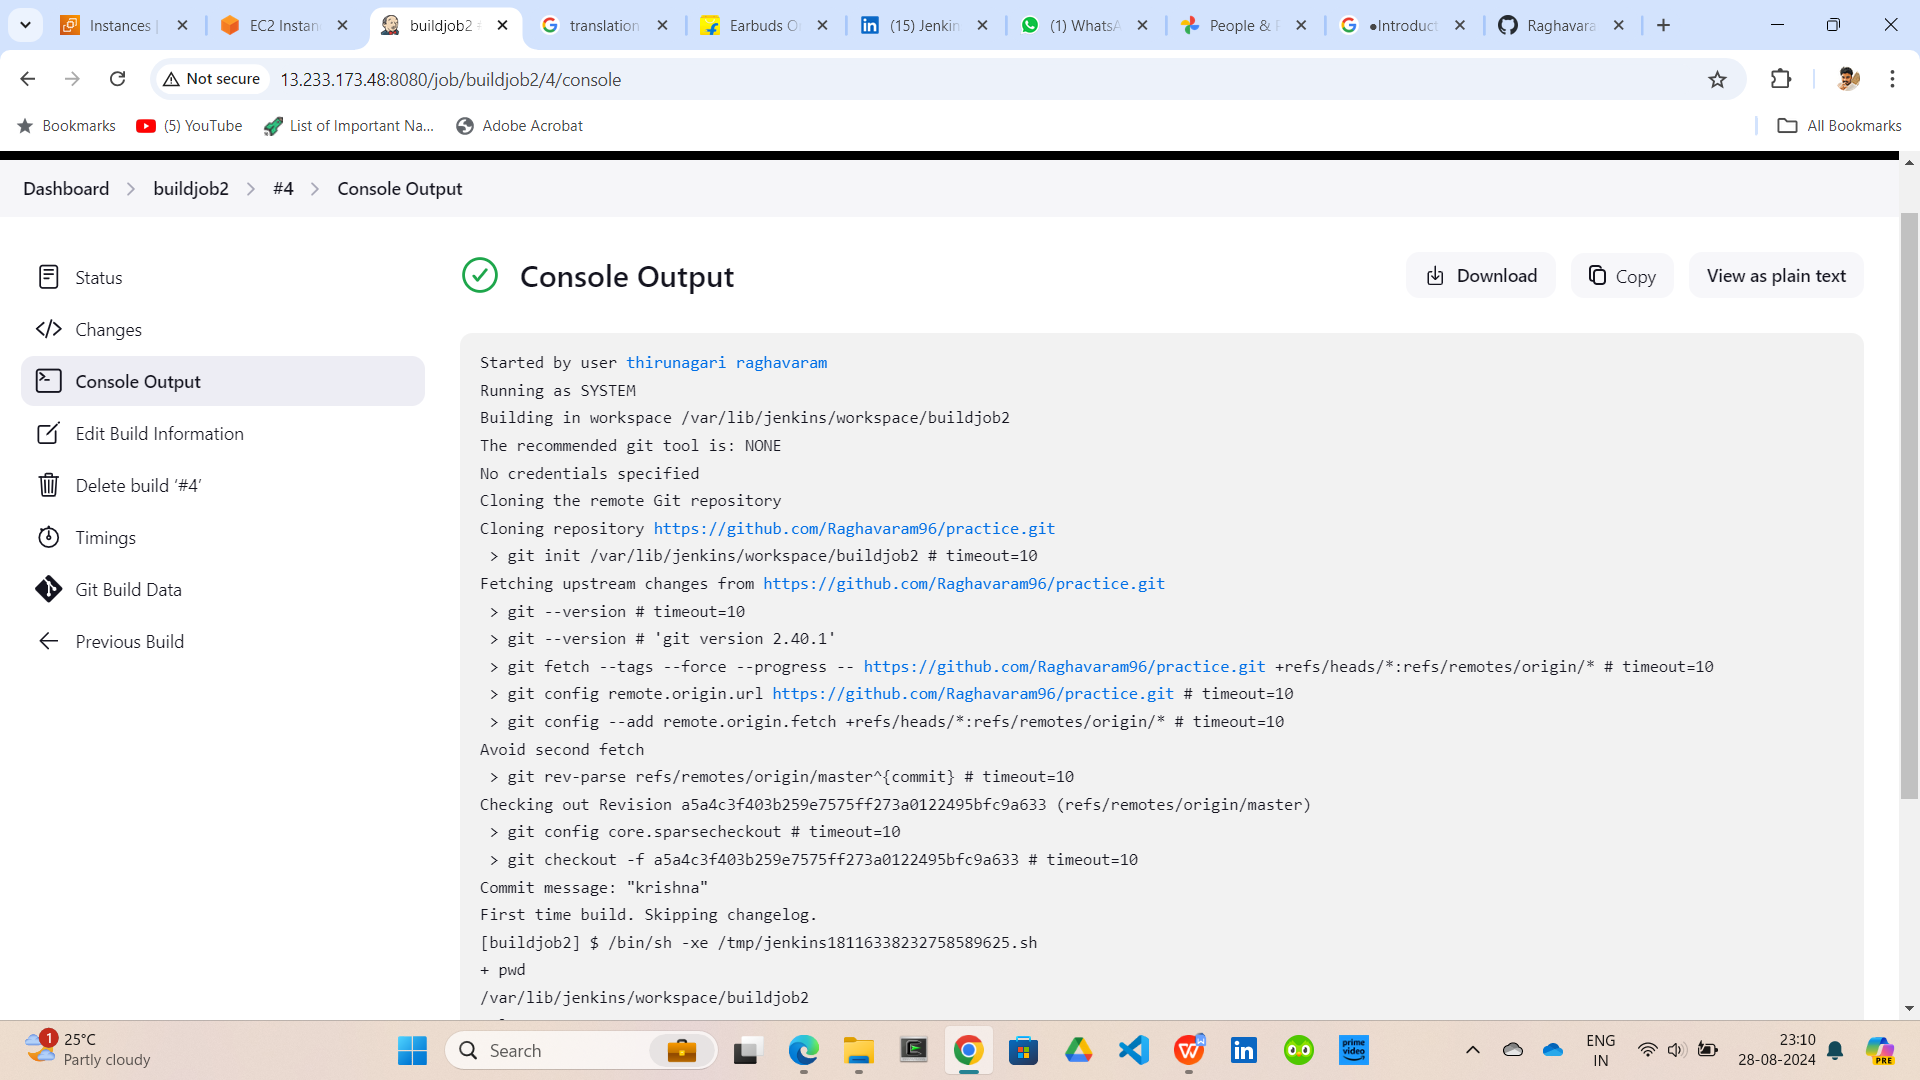 Instances |
EC2 Instan
buildjob2 #
translation
Earbuds O
(15) Jenkin
(1) WhatsA
People & P
●Introduct
Raghavara
Not secure
13.233.173.48:8080/job/buildjob2/4/console
Bookmarks
(5) YouTube
List of Important Na...
Adobe Acrobat
All Bookmarks
Dashboard
buildjob2
#4
Console Output
Status
Changes
Console Output
Edit Build Information
Delete build ‘#4’
Timings
Git Build Data
Previous Build
Console Output
Download
Copy
View as plain text
Started by user thirunagari raghavaram
Running as SYSTEM
Building in workspace /var/lib/jenkins/workspace/buildjob2
The recommended git tool is: NONE
No credentials specified
Cloning the remote Git repository
Cloning repository https://github.com/Raghavaram96/practice.git
> git init /var/lib/jenkins/workspace/buildjob2 # timeout=10
Fetching upstream changes from https://github.com/Raghavaram96/practice.git
> git --version # timeout=10
> git --version # 'git version 2.40.1'
> git fetch --tags --force --progress -- https://github.com/Raghavaram96/practice.git +refs/heads/*:refs/remotes/origin/* # timeout=10
> git config remote.origin.url https://github.com/Raghavaram96/practice.git # timeout=10
> git config --add remote.origin.fetch +refs/heads/*:refs/remotes/origin/* # timeout=10
Avoid second fetch
> git rev-parse refs/remotes/origin/master^{commit} # timeout=10
Checking out Revision a5a4c3f403b259e7575ff273a0122495bfc9a633 (refs/remotes/origin/master)
> git config core.sparsecheckout # timeout=10
> git checkout -f a5a4c3f403b259e7575ff273a0122495bfc9a633 # timeout=10
Commit message: "krishna"
First time build. Skipping changelog.
[buildjob2] $ /bin/sh -xe /tmp/jenkins18116338232758589625.sh
+ pwd
/var/lib/jenkins/workspace/buildjob2
1
25°C
Partly cloudy
Search
prime video
ENG
IN
23:10
28-08-2024
PRE